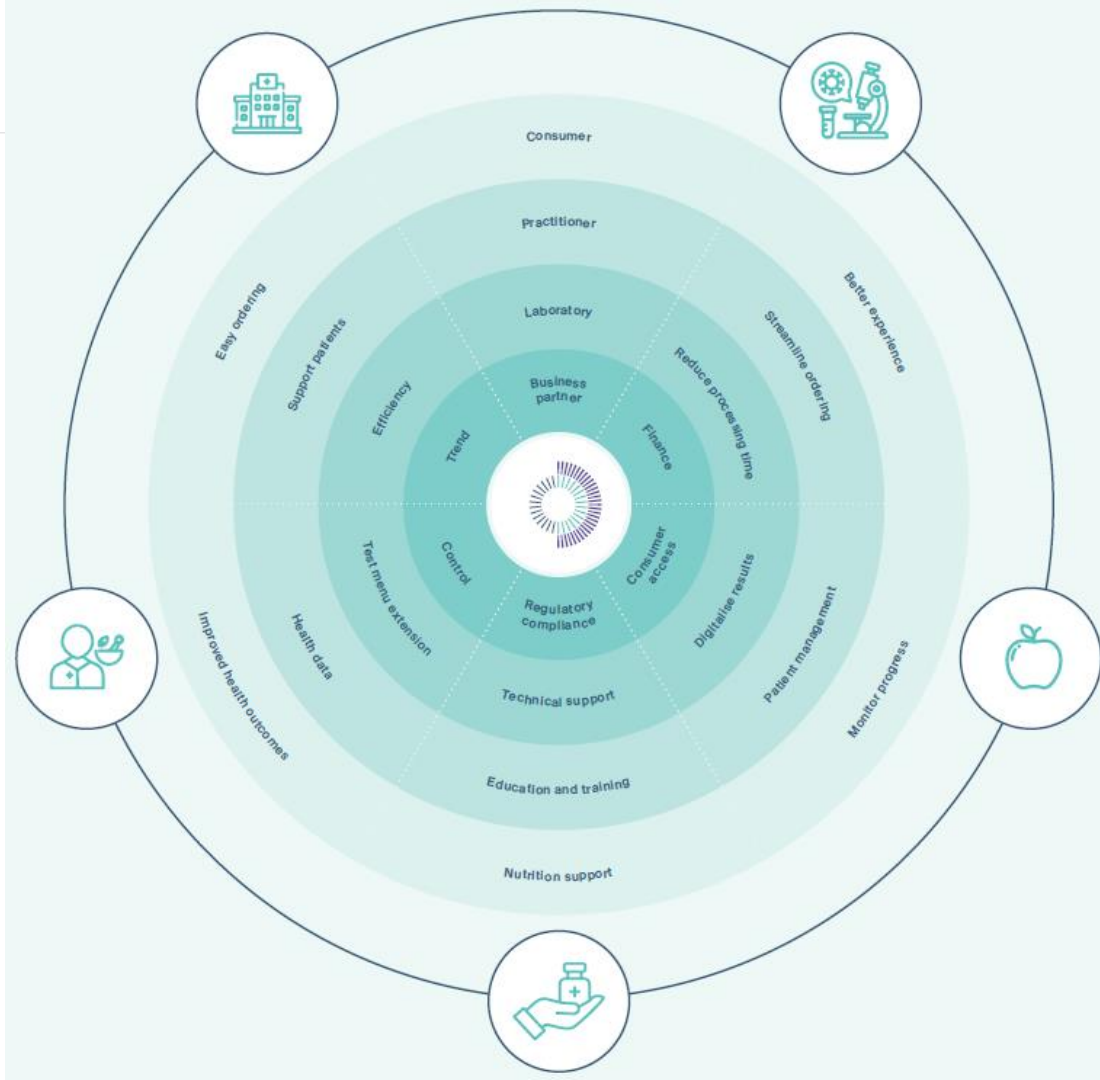 Consumer
Practitioner
Laboratory
Business
partner
Better experience
Streamline ordering
Reduce processing time
Finance
Monitor progress
Patient management
Digitalise results
Consumer
access
Nutrition support
Education and training
Technical support
Regulatory
compliance
Improved health outcomes
Health data
Test menu extension
Control
Easy ordering
Support patients
Efficiency
Trend